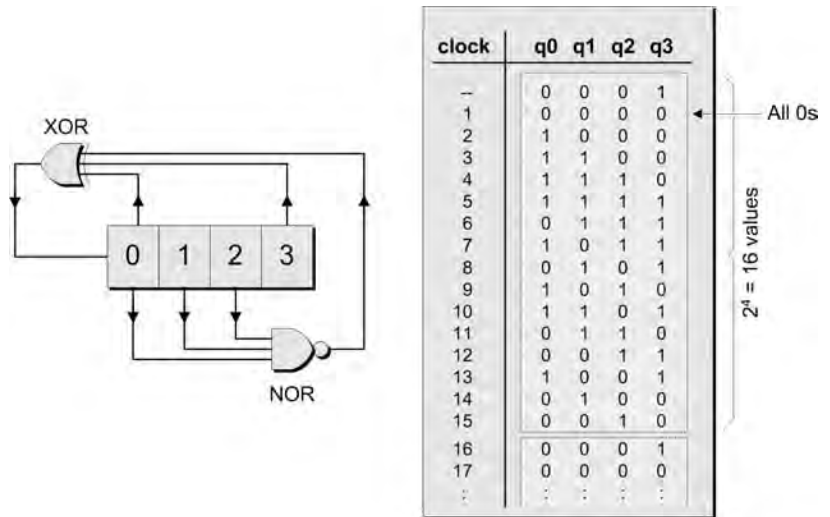 XOR
0 1 2 3
NOR
clock q0 q1 q2 q3
– 0 0 0 1
1 0 0 0 0
2 1 0 0 0
3 1 1 0 0
4 1 1 1 0
5 1 1 1 1
6 0 1 1 1
7 1 0 1 1
8 0 1 0 1
9 1 0 1 0
10 1 1 0 1
11 0 1 1 0
12 0 0 1 1
13 1 0 0 1
14 0 1 0 0
15 0 0 1 0
16 0 0 0 1
17 0 0 0 0
: : : : :
All 0s
2⁴ = 16 values